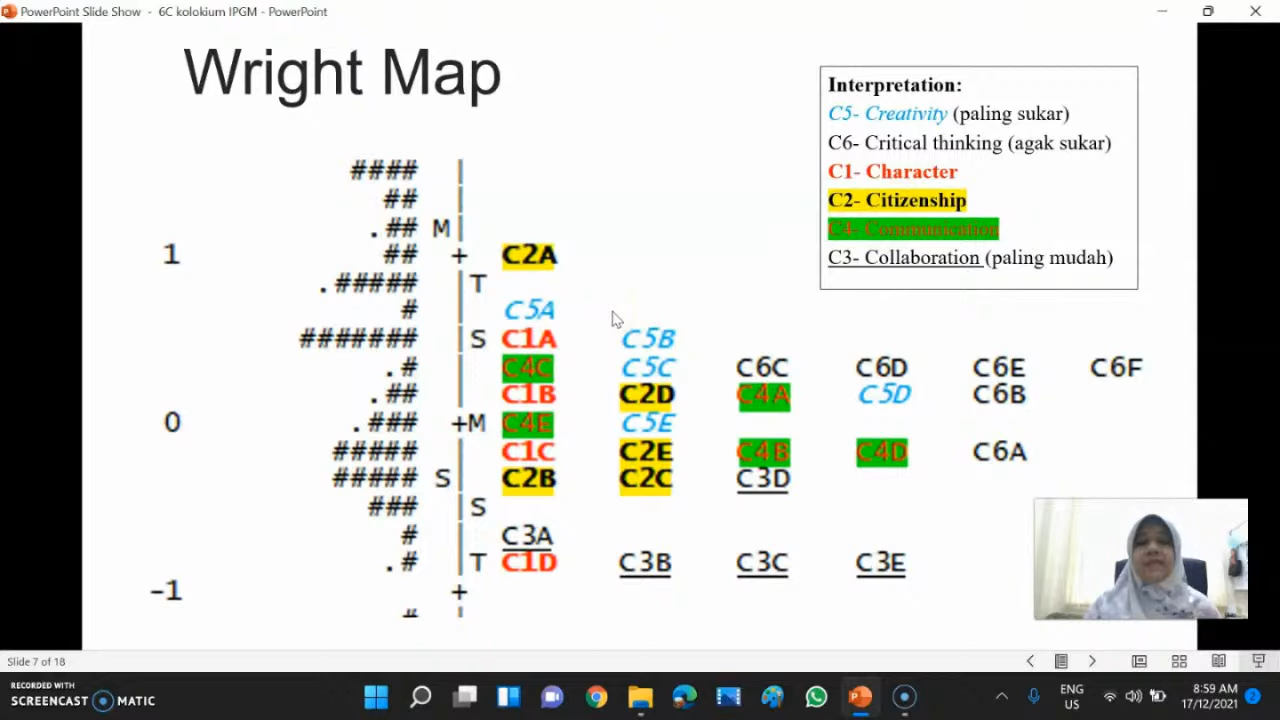 PowerPoint Slide Show - 6C kolokium IPGM - PowerPoint
Wright Map
Interpretation:
C5- Creativity (paling sukar)
C6- Critical thinking (agak sukar)
C1- Character
C2- Citizenship
C4- Communication
C3- Collaboration (paling mudah)
#### |
## |
.## M|
1 ## + C2A
.##### |T
# | C5A
####### |S C1A C5B
.# | C4C C5C C6C C6D C6E C6F
.## | C1B C2D C4A C5D C6B
0 .### +M C4E C5E
##### | C1C C2E C4B C4D C6A
##### S| C2B C2C C3D
### |S
# | C3A
.# |T C1D C3B C3C C3E
-1 +
# |
Slide 7 of 18
RECORDED WITH
SCREENCAST MATIC
ENG
US
8:59 AM
17/12/2021
2